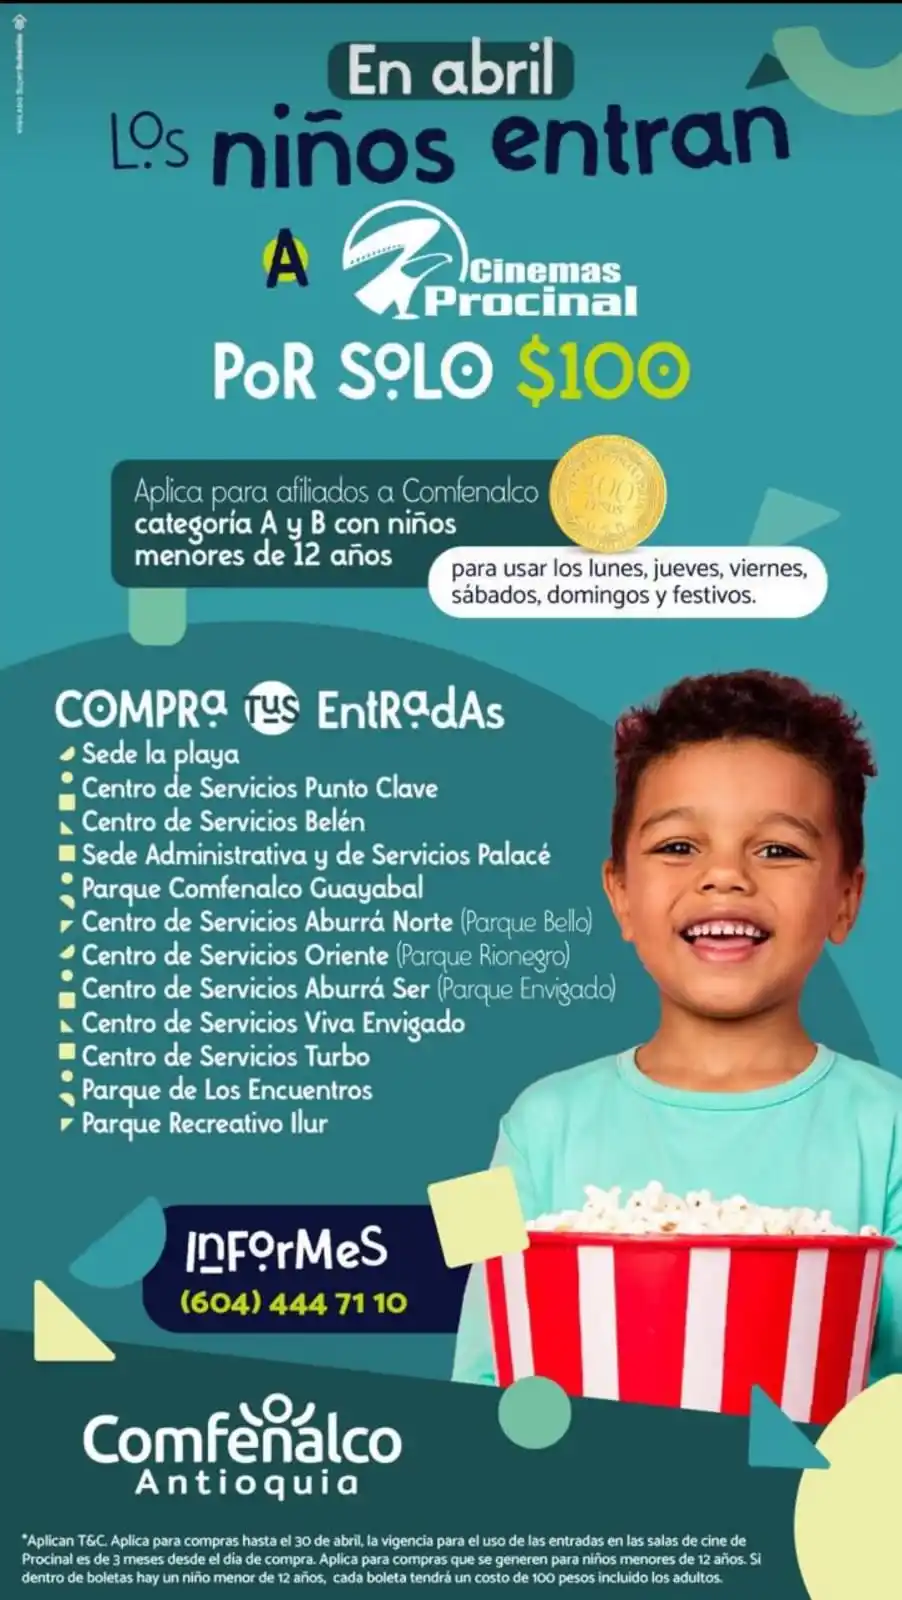 VIGILADO SuperSubsidio
En abril
Los niños entran
A Cinemas
Procinal
POR SOLO $100
Aplica para afiliados a Comfenalco
categoría A y B con niños
menores de 12 años
para usar los lunes, jueves, viernes,
sábados, domingos y festivos.
COMPRA TUS EntRadAs
Sede la playa
Centro de Servicios Punto Clave
Centro de Servicios Belén
Sede Administrativa y de Servicios Palacé
Parque Comfenalco Guayabal
Centro de Servicios Aburrá Norte (Parque Bello)
Centro de Servicios Oriente (Parque Rionegro)
Centro de Servicios Aburrá Ser (Parque Envigado)
Centro de Servicios Viva Envigado
Centro de Servicios Turbo
Parque de Los Encuentros
Parque Recreativo Ilur
InForMeS
(604) 444 71 10
Comfenalco
Antioquia
*Aplican T&C. Aplica para compras hasta el 30 de abril, la vigencia para el uso de las entradas en las salas de cine de
Procinal es de 3 meses desde el día de compra. Aplica para compras que se generen para niños menores de 12 años. Si
dentro de boletas hay un niño menor de 12 años, cada boleta tendrá un costo de 100 pesos incluido los adultos.